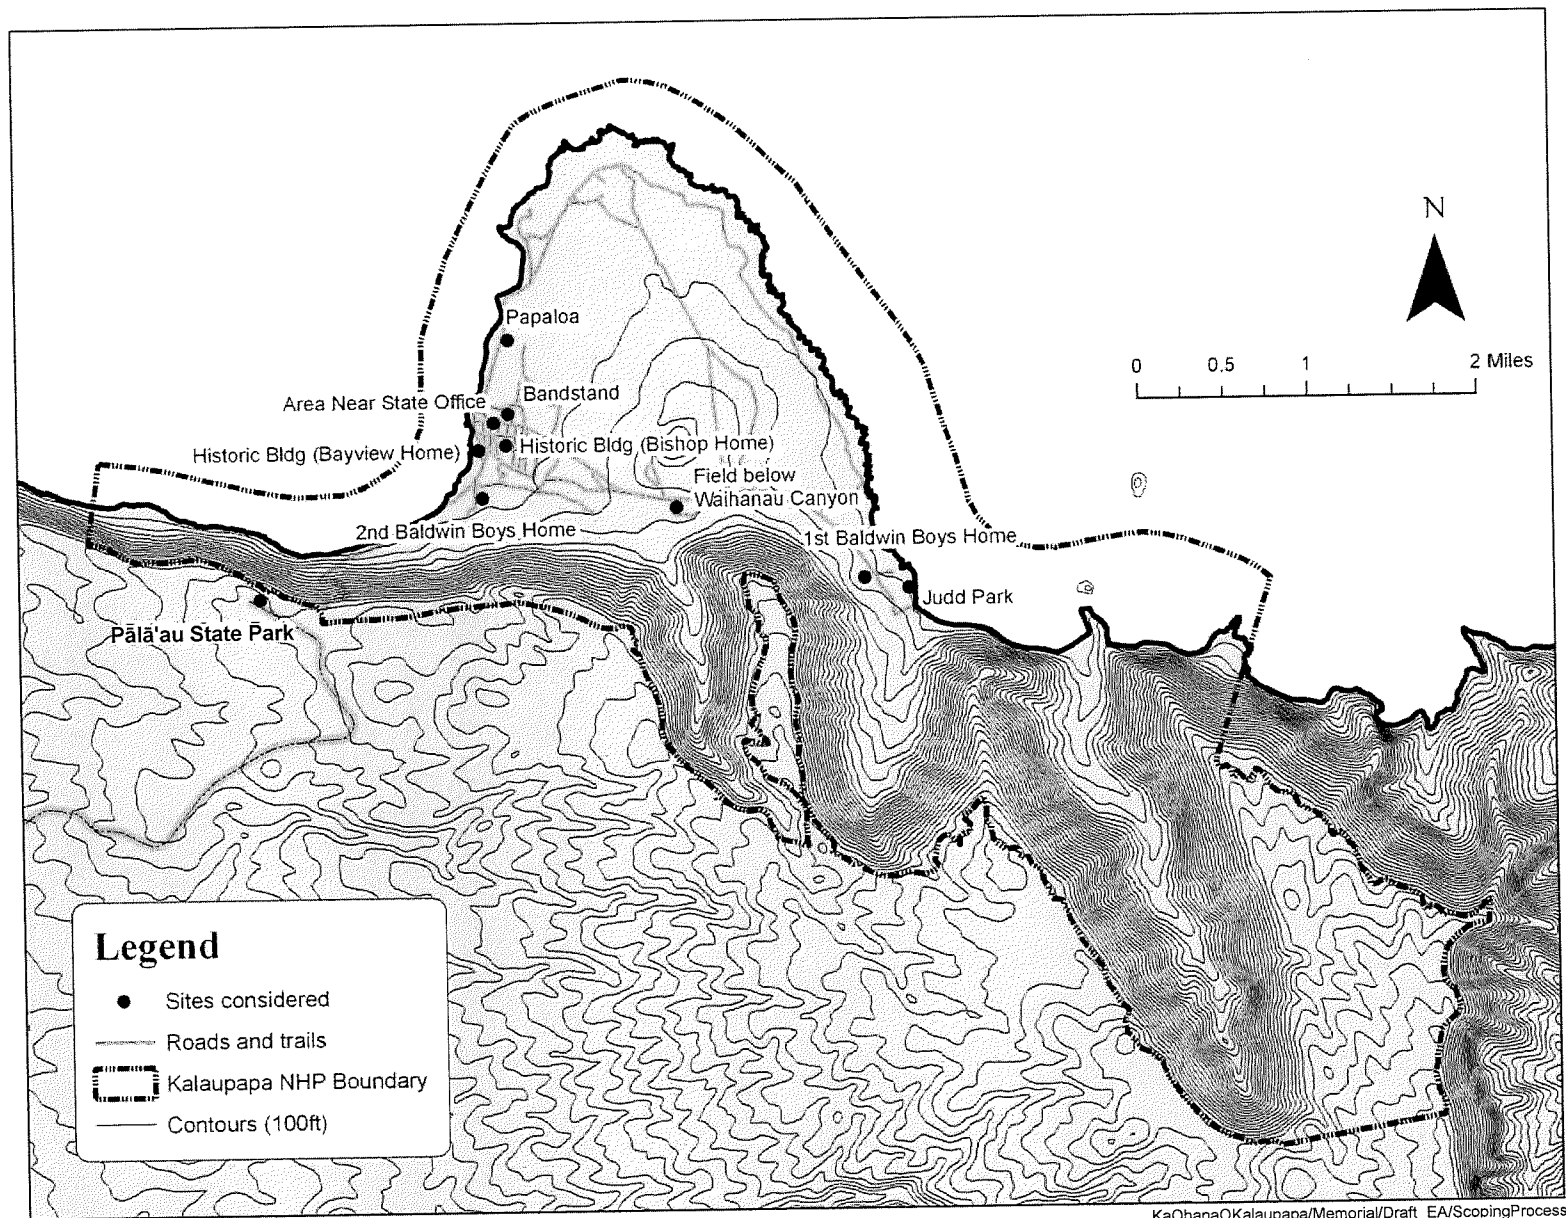 N
0 0.5 1 2 Miles
Papaloa
Bandstand
Area Near State Office
Historic Bldg (Bishop Home)
Historic Bldg (Bayview Home)
Field below
Waihanau Canyon
2nd Baldwin Boys Home
1st Baldwin Boys Home
Judd Park
Pālā'au State Park
Legend
Sites considered
Roads and trails
Kalaupapa NHP Boundary
Contours (100ft)
KaOhanaOKalaupapa/Memorial/Draft_EA/ScopingProcess